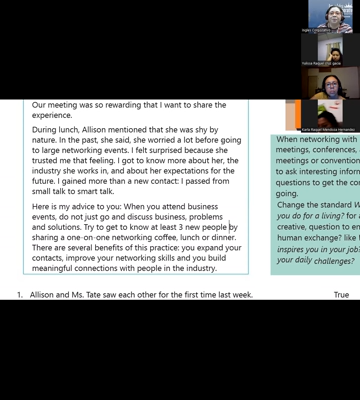 Our meeting was so rewarding that I want to share the
experience.
During lunch, Allison mentioned that she was shy by
nature. In the past, she said, she worried a lot before going
to large networking events. I felt surprised because she
trusted me that feeling. I got to know more about her, the
industry she works in, and about her expectations for the
future. I gained more than a new contact: I passed from
small talk to smart talk.
Here is my advice to you: When you attend business
events, do not just go and discuss business, problems
and solutions. Try to get to know at least 3 new people by
sharing a one-on-one networking coffee, lunch or dinner.
There are several benefits of this practice: you expand your
contacts, improve your networking skills and you build
meaningful connections with people in the industry.
When networking with
meetings, conferences,
meetings or convention
to ask interesting inform
questions to get the con
going.
Change the standard W
you do for a living? for
creative, question to en
human exchange? like
inspires you in your job?
your daily challenges?
1. Allison and Ms. Tate saw each other for the first time last week. True